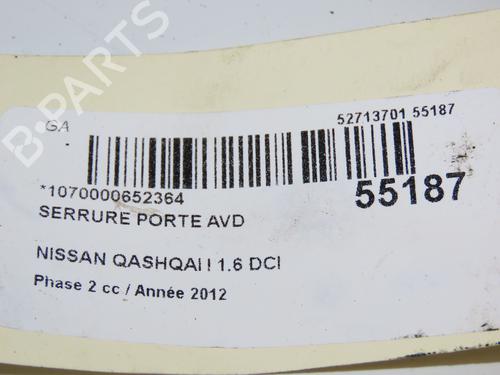 GA
52713701 55187
*1070000652364
55187
SERRURE PORTE AVD
NISSAN QASHQAI I 1.6 DCI
Phase 2 cc / Année 2012
B-PARTS